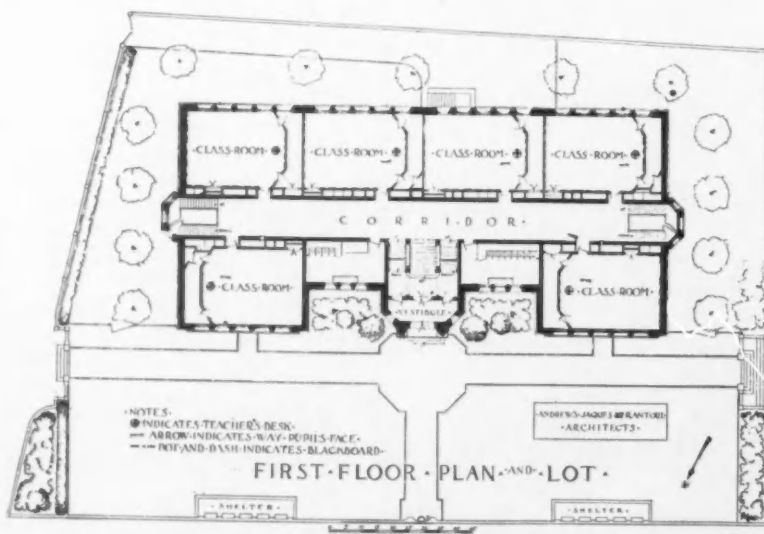 ·CLASS·ROOM·
·CLASS·ROOM·
·CLASS·ROOM·
·CLASS·ROOM·
CORRIDOR
·CLASS·ROOM·
·CLASS·ROOM·
·VESTIBULE·
·NOTES·
INDICATES·TEACHER'S·DESK·
ARROW·INDICATES·WAY·PUPILS·FACE·
DOT·AND·DASH·INDICATES·BLACKBOARD·
·ANDREWS·JAQUES·
·ARCHITECTS·
FIRST·FLOOR·PLAN·AND·LOT·
·SHELTER·
·SHELTER·